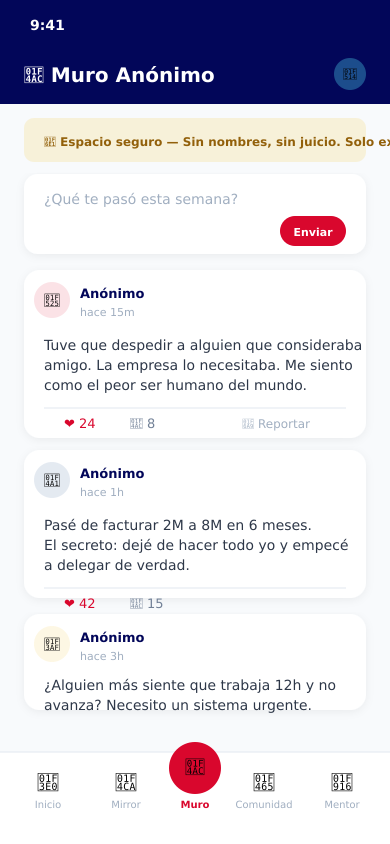 9:41
Muro Anónimo
Espacio seguro — Sin nombres, sin juicio. Solo ex
¿Qué te pasó esta semana?
Enviar
Anónimo
hace 15m
Tuve que despedir a alguien que consideraba
amigo. La empresa lo necesitaba. Me siento
como el peor ser humano del mundo.
❤ 24 8 Reportar
Anónimo
hace 1h
Pasé de facturar 2M a 8M en 6 meses.
El secreto: dejé de hacer todo yo y empecé
a delegar de verdad.
❤ 42 15
Anónimo
hace 3h
¿Alguien más siente que trabaja 12h y no
avanza? Necesito un sistema urgente.
Inicio Mirror Muro Comunidad Mentor